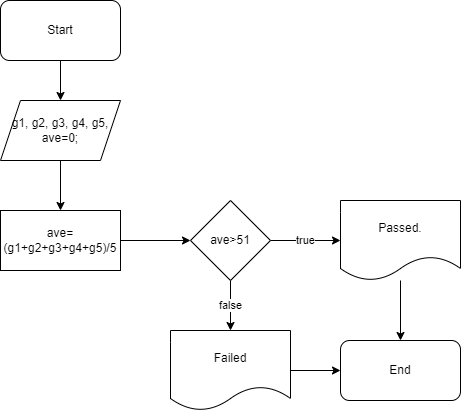 Start
g1, g2, g3, g4, g5,
ave=0;
ave=
(g1+g2+g3+g4+g5)/5
ave>51
true
Passed.
false
Failed
End